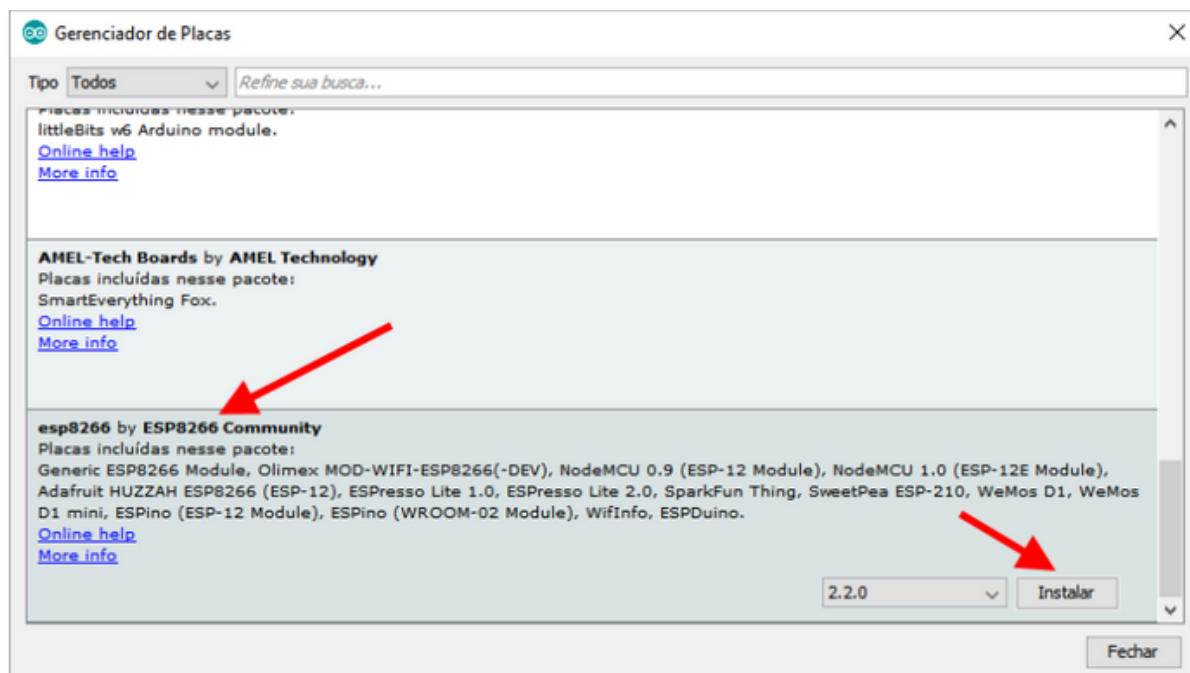 Gerenciador de Placas
Tipo Todos Refine sua busca...
Placas incluídas nesse pacote:
littleBits w6 Arduino module.
Online help
More info
AMEL-Tech Boards by AMEL Technology
Placas incluídas nesse pacote:
SmartEverything Fox.
Online help
More info
esp8266 by ESP8266 Community
Placas incluídas nesse pacote:
Generic ESP8266 Module, Olimex MOD-WIFI-ESP8266(-DEV), NodeMCU 0.9 (ESP-12 Module), NodeMCU 1.0 (ESP-12E Module),
Adafruit HUZZAH ESP8266 (ESP-12), ESPresso Lite 1.0, ESPresso Lite 2.0, SparkFun Thing, SweetPea ESP-210, WeMos D1, WeMos
D1 mini, ESPino (ESP-12 Module), ESPino (WROOM-02 Module), WifInfo, ESPDuino.
Online help
More info
2.2.0 Instalar
Fechar